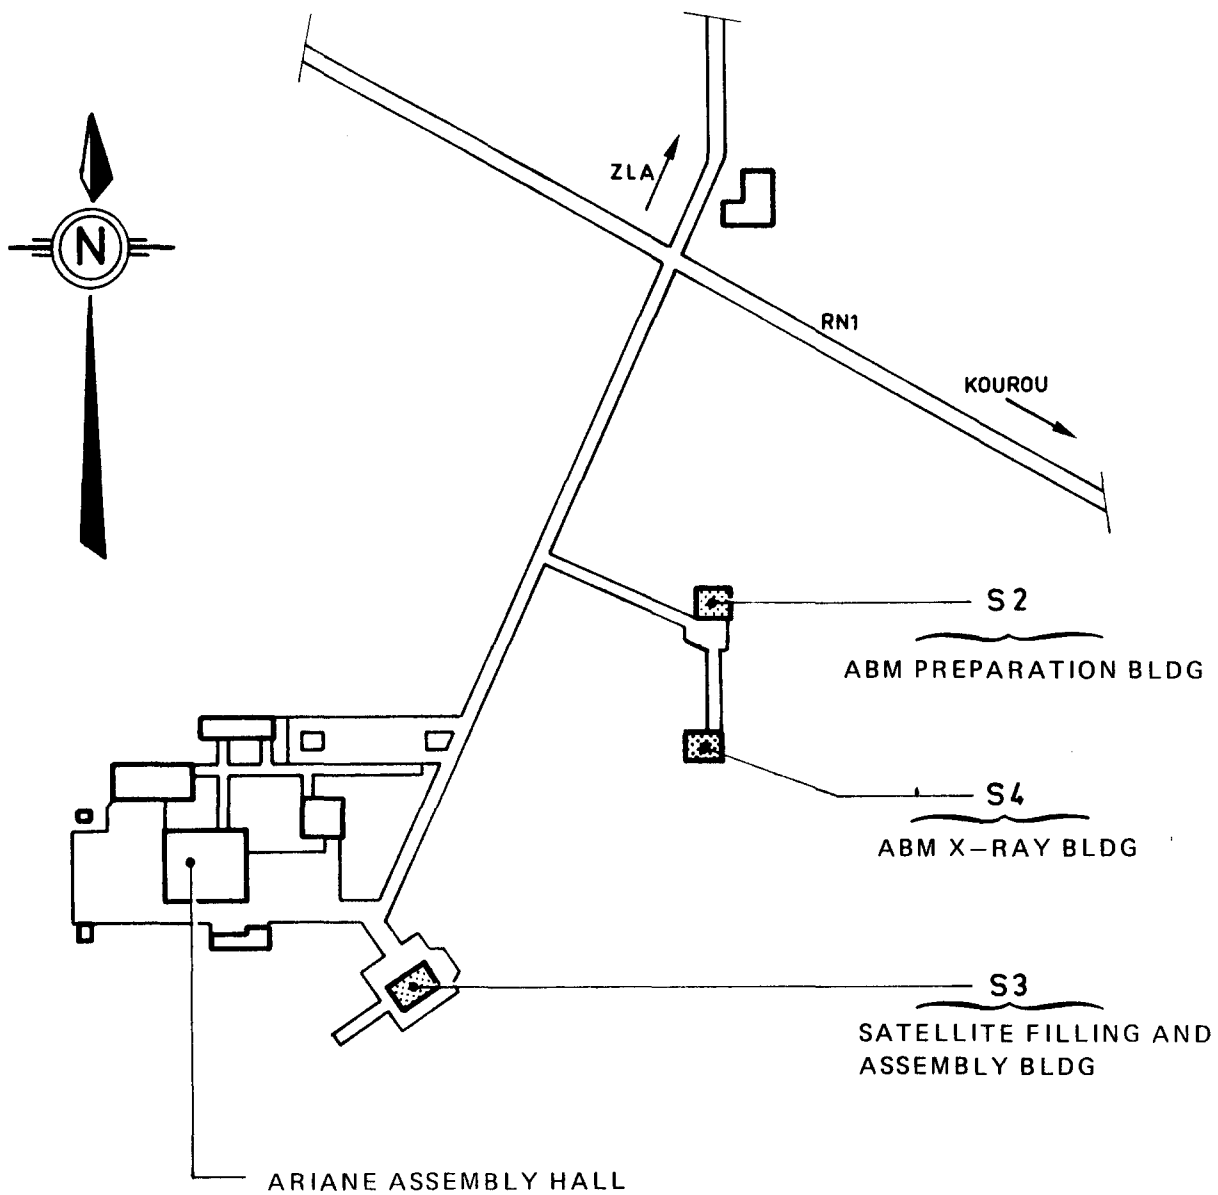 ZLA
N
RN1
KOUROU
S2
ABM PREPARATION BLDG
S4
ABM X–RAY BLDG
S3
SATELLITE FILLING AND
ASSEMBLY BLDG
ARIANE ASSEMBLY HALL